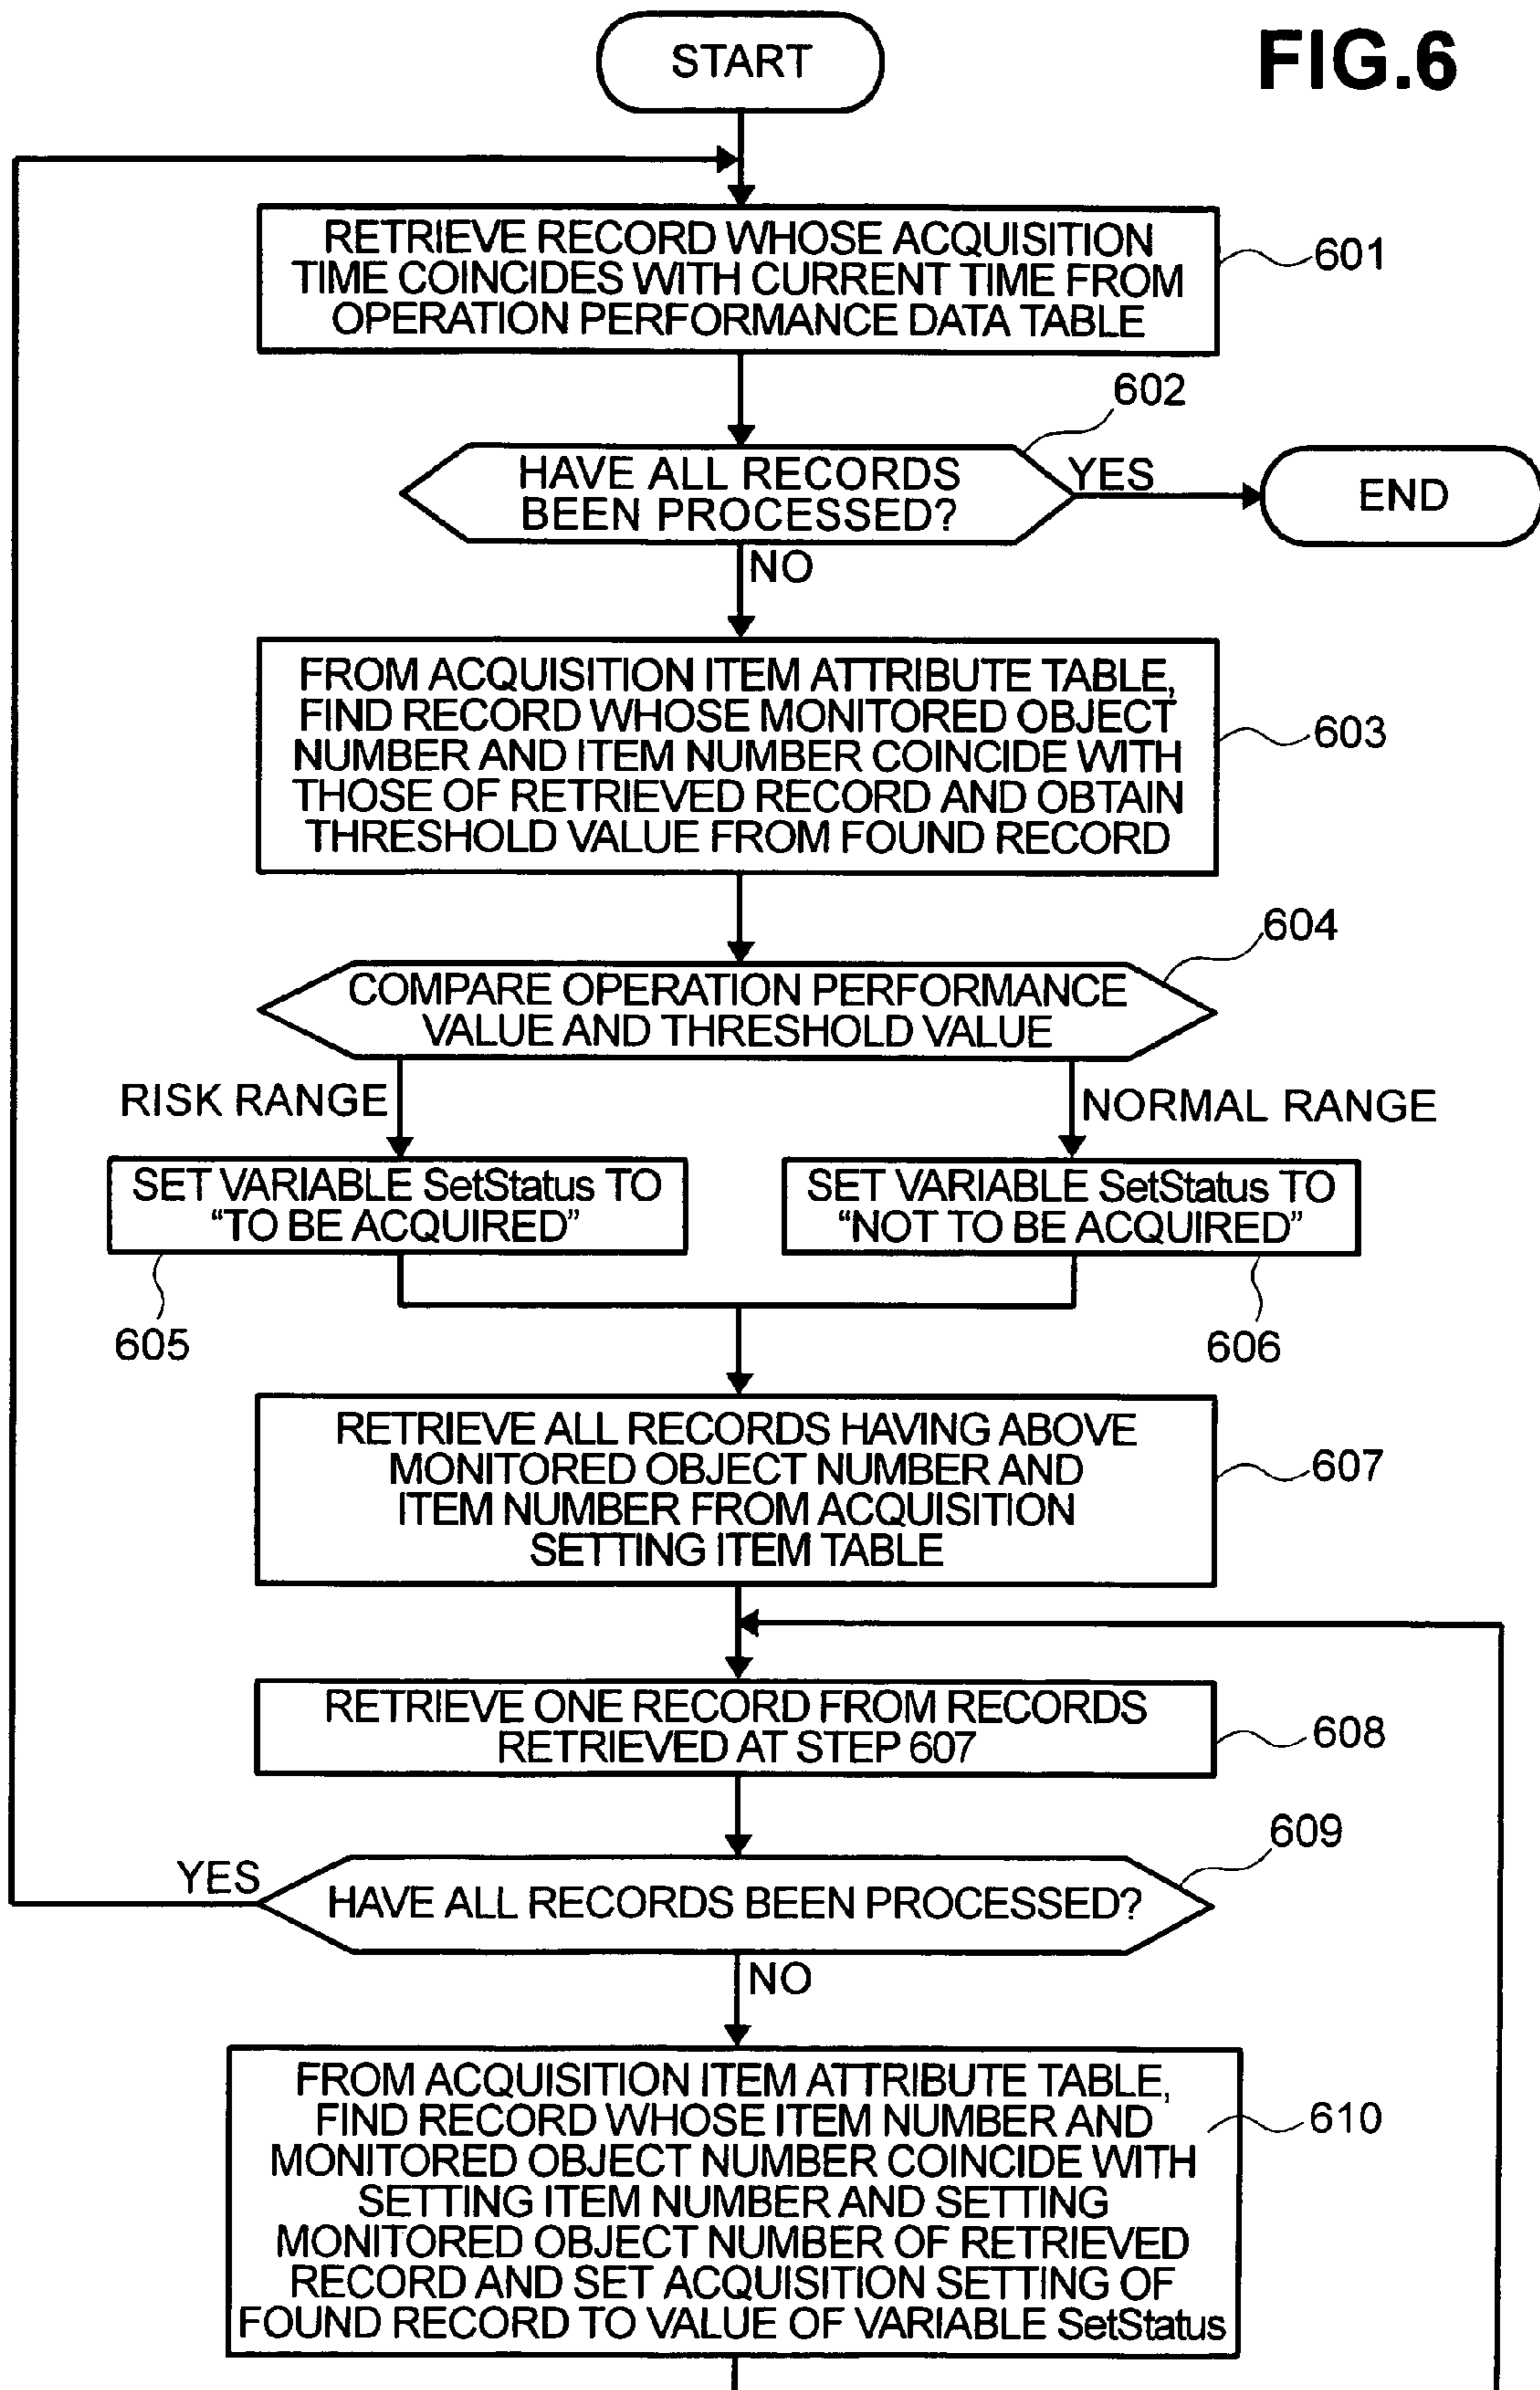 FIG.6
START
RETRIEVE RECORD WHOSE ACQUISITION
TIME COINCIDES WITH CURRENT TIME FROM
OPERATION PERFORMANCE DATA TABLE
601
602
HAVE ALL RECORDS
BEEN PROCESSED?
YES
END
NO
FROM ACQUISITION ITEM ATTRIBUTE TABLE,
FIND RECORD WHOSE MONITORED OBJECT
NUMBER AND ITEM NUMBER COINCIDE WITH
THOSE OF RETRIEVED RECORD AND OBTAIN
THRESHOLD VALUE FROM FOUND RECORD
603
604
COMPARE OPERATION PERFORMANCE
VALUE AND THRESHOLD VALUE
RISK RANGE
NORMAL RANGE
SET VARIABLE SetStatus TO
“TO BE ACQUIRED”
SET VARIABLE SetStatus TO
“NOT TO BE ACQUIRED”
605
606
RETRIEVE ALL RECORDS HAVING ABOVE
MONITORED OBJECT NUMBER AND
ITEM NUMBER FROM ACQUISITION
SETTING ITEM TABLE
607
RETRIEVE ONE RECORD FROM RECORDS
RETRIEVED AT STEP 607
608
609
YES
HAVE ALL RECORDS BEEN PROCESSED?
NO
FROM ACQUISITION ITEM ATTRIBUTE TABLE,
FIND RECORD WHOSE ITEM NUMBER AND
MONITORED OBJECT NUMBER COINCIDE WITH
SETTING ITEM NUMBER AND SETTING
MONITORED OBJECT NUMBER OF RETRIEVED
RECORD AND SET ACQUISITION SETTING OF
FOUND RECORD TO VALUE OF VARIABLE SetStatus
610